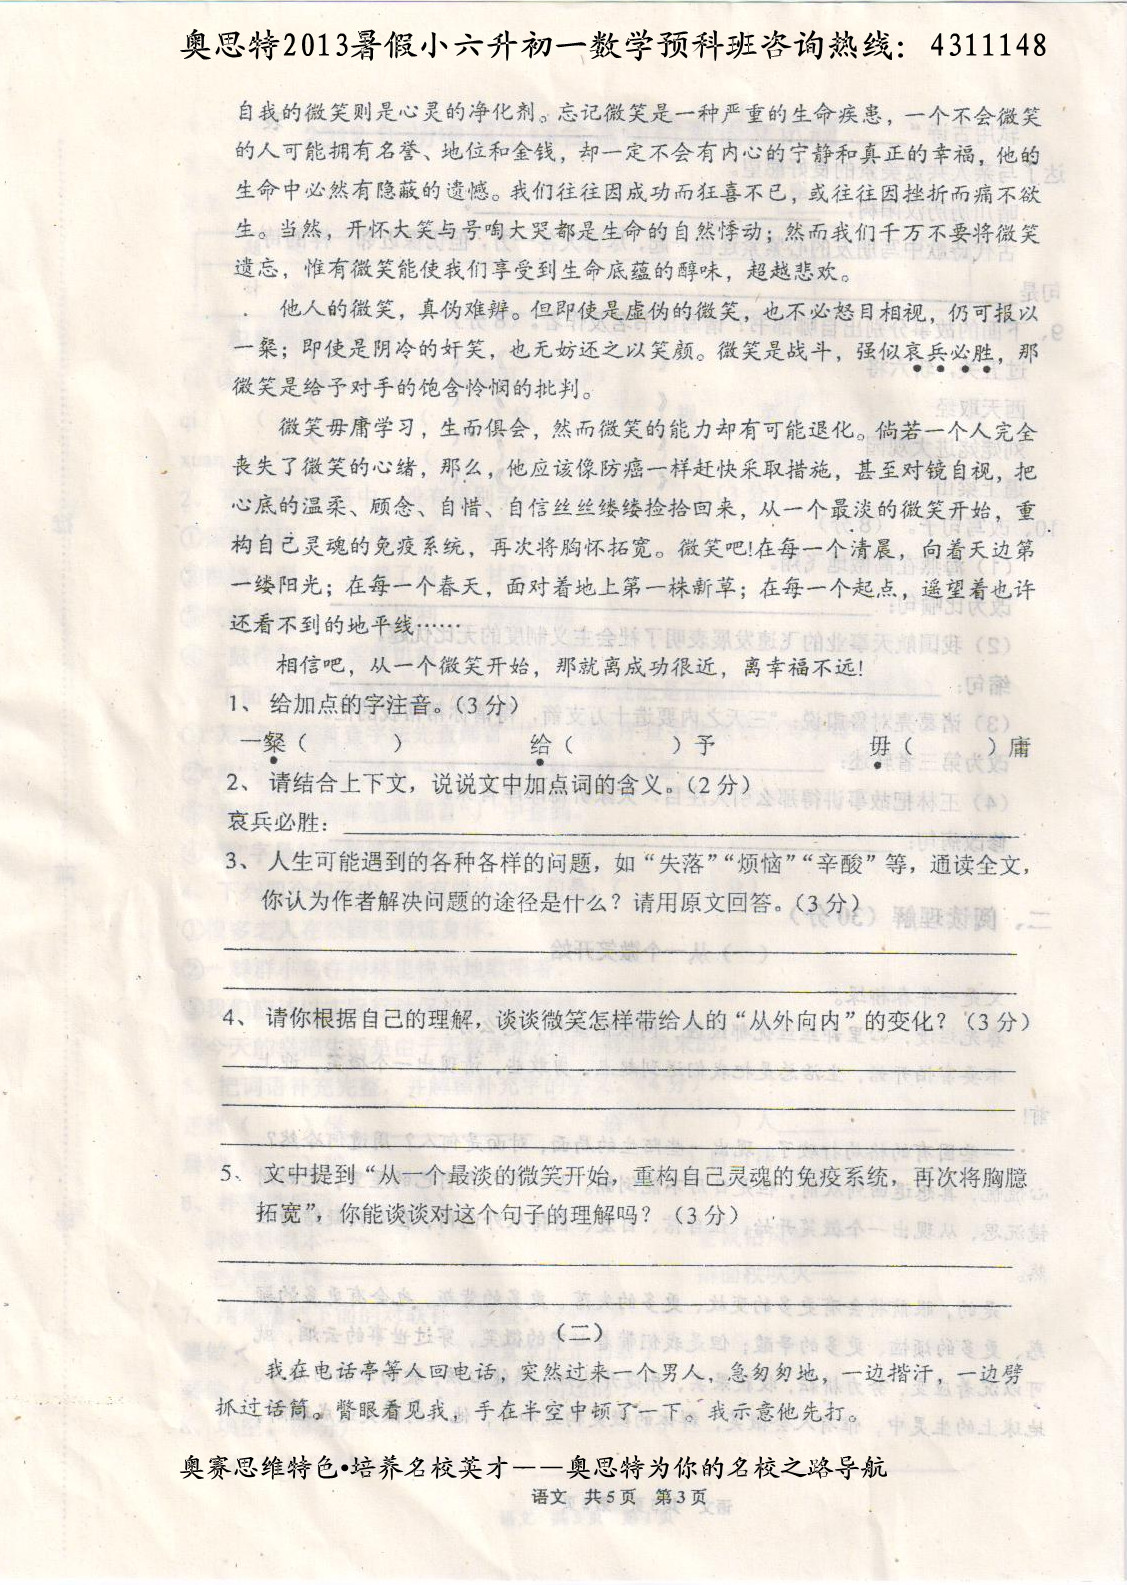 奥思特2013暑假小六升初一数学预科班咨询热线：4311148
自我的微笑则是心灵的净化剂。忘记微笑是一种严重的生命疾患，一个不会微笑
的人可能拥有名誉、地位和金钱，却一定不会有内心的宁静和真正的幸福，他的
生命中必然有隐蔽的遗憾。我们往往因成功而狂喜不已，或往往因挫折而痛不欲
生。当然，开怀大笑与号啕大哭都是生命的自然悸动；然而我们千万不要将微笑
遗忘，惟有微笑能使我们享受到生命底蕴的醇味，超越悲欢。
他人的微笑，真伪难辨。但即使是虚伪的微笑，也不必怒目相视，仍可报以
一粲；即使是阴冷的奸笑，也无妨还之以笑颜。微笑是战斗，强似哀兵必胜，那
微笑是给予对手的饱含怜悯的批判。
微笑毋庸学习，生而俱会，然而微笑的能力却有可能退化。倘若一个人完全
丧失了微笑的心绪，那么，他应该像防癌一样赶快采取措施，甚至对镜自视，把
心底的温柔、顾念、自惜、自信丝丝缕缕捡拾回来，从一个最淡的微笑开始，重
构自己灵魂的免疫系统，再次将胸怀拓宽。微笑吧!在每一个清晨，向着天边第
一缕阳光；在每一个春天，面对着地上第一株新草；在每一个起点，遥望着也许
还看不到的地平线……
相信吧，从一个微笑开始，那就离成功很近，离幸福不远!
1、给加点的字注音。（3分）
一粲（ ） 给（ ）予 毋（ ）庸
2、请结合上下文，说说文中加点词的含义。（2分）
哀兵必胜：
3、人生可能遇到的各种各样的问题，如“失落”“烦恼”“辛酸”等，通读全文，
你认为作者解决问题的途径是什么？请用原文回答。（3分）
4、请你根据自己的理解，谈谈微笑怎样带给人的“从外向内”的变化？（3分）
5、文中提到“从一个最淡的微笑开始，重构自己灵魂的免疫系统，再次将胸臆
拓宽”，你能谈谈对这个句子的理解吗？（3分）
（二）
我在电话亭等人回电话，突然过来一个男人，急匆匆地，一边揩汗，一边劈
抓过话筒。瞥眼看见我，手在半空中顿了一下。我示意他先打。
奥赛思维特色•培养名校英才——奥思特为你的名校之路导航
语文 共5页 第3页